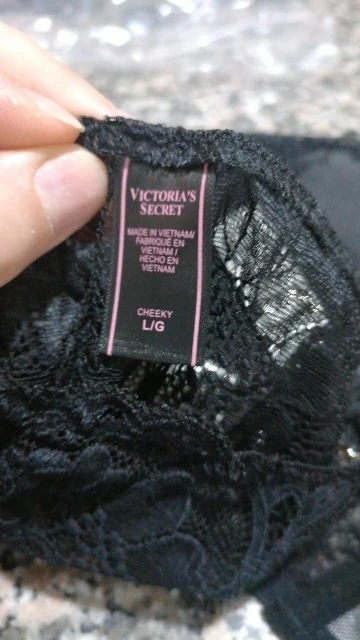 VICTORIA'S
SECRET
MADE IN VIETNAM/
FABRIQUÉ EN
VIETNAM /
HECHO EN
VIETNAM
CHEEKY
L/G